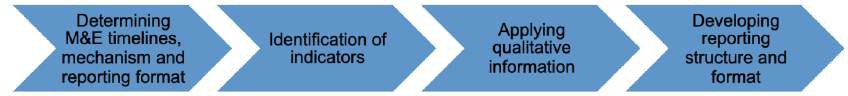 Determining
M&E timelines,
mechanism and
reporting format
Identification of
indicators
Applying
qualitative
information
Developing
reporting
structure and
format